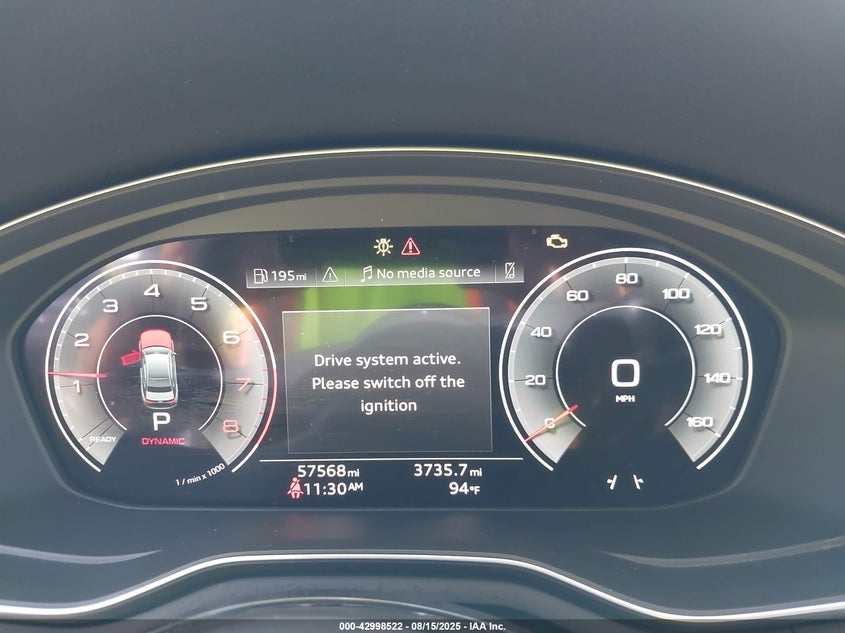 195mi
No media source
1
2
3
4
5
6
7
8
READY
P
DYNAMIC
1 / min x 1000
Drive system active.
Please switch off the
ignition
0
20
40
60
80
100
120
140
160
0
MPH
57568mi
3735.7mi
11:30AM
94°F
000-42998522 - 08/15/2025 - IAA Inc.